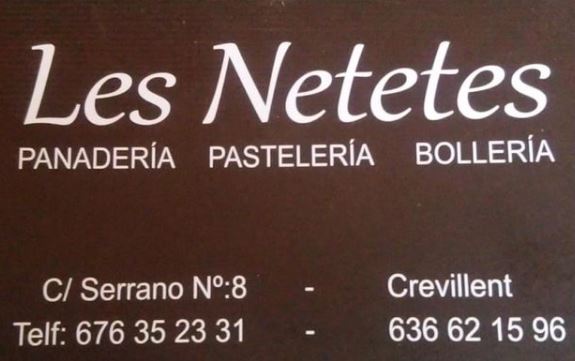 Les Netetes
PANADERÍA PASTELERÍA BOLLERÍA
C/ Serrano Nº:8 - Crevillent
Telf: 676 35 23 31 - 636 62 15 96